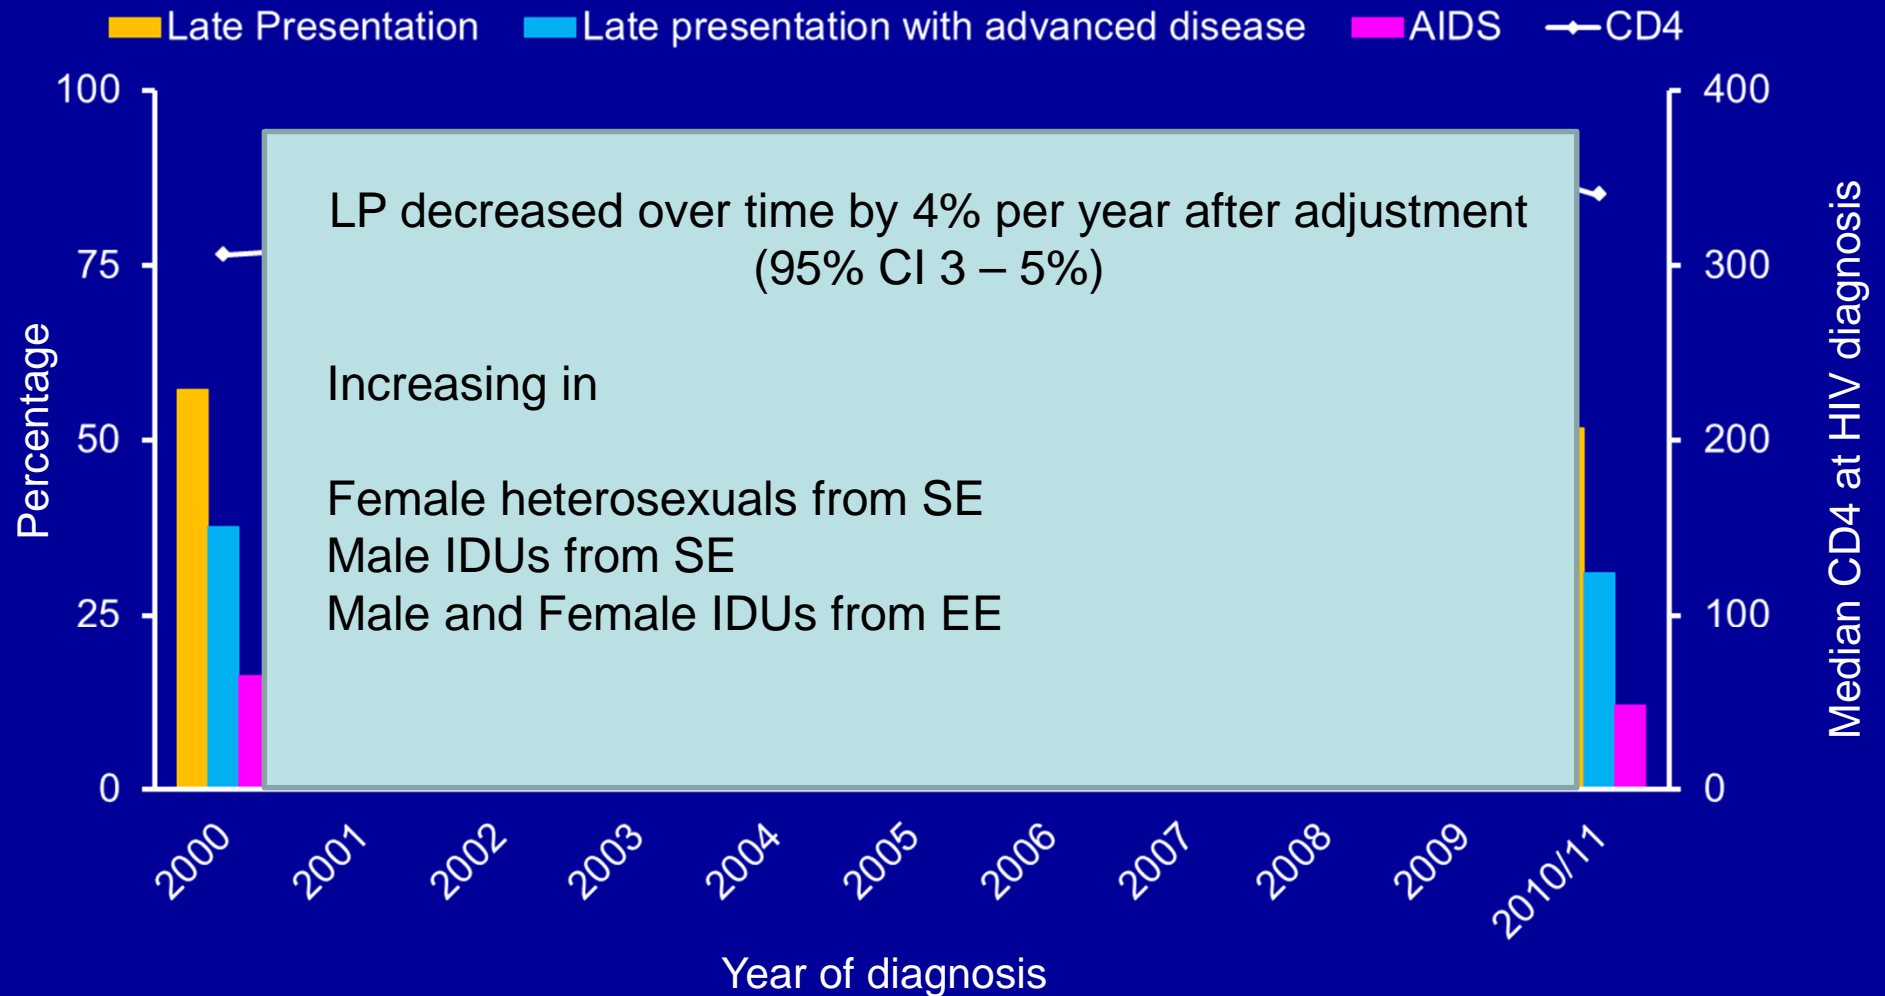 Late Presentation Late presentation with advanced disease AIDS CD4
100
75
50
25
0
Percentage
400
300
200
100
0
Median CD4 at HIV diagnosis
LP decreased over time by 4% per year after adjustment
(95% CI 3 – 5%)
Increasing in
Female heterosexuals from SE
Male IDUs from SE
Male and Female IDUs from EE
2000 2001 2002 2003 2004 2005 2006 2007 2008 2009 2010/11
Year of diagnosis